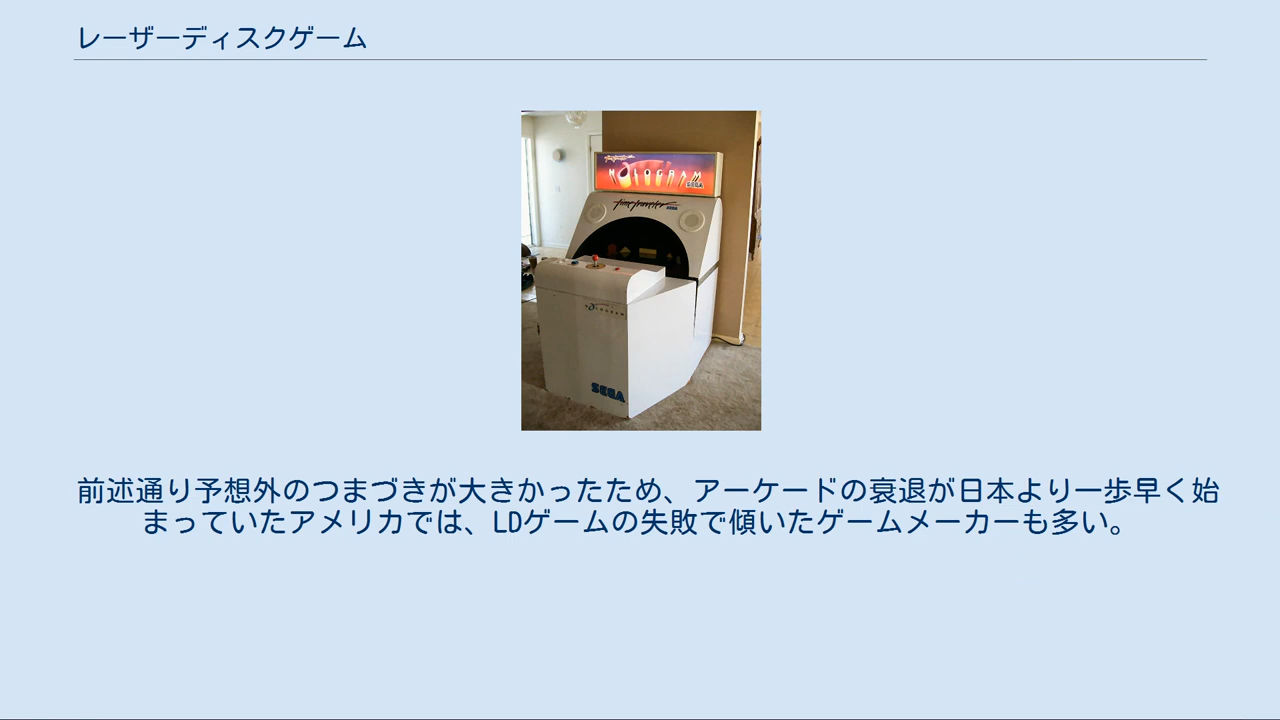 レーザーディスクゲーム
HOLOGRAM
SEGA
SEGA
SEGA
前述通り予想外のつまづきが大きかったため、アーケードの衰退が日本より一歩早く始
まっていたアメリカでは、LDゲームの失敗で傾いたゲームメーカーも多い。